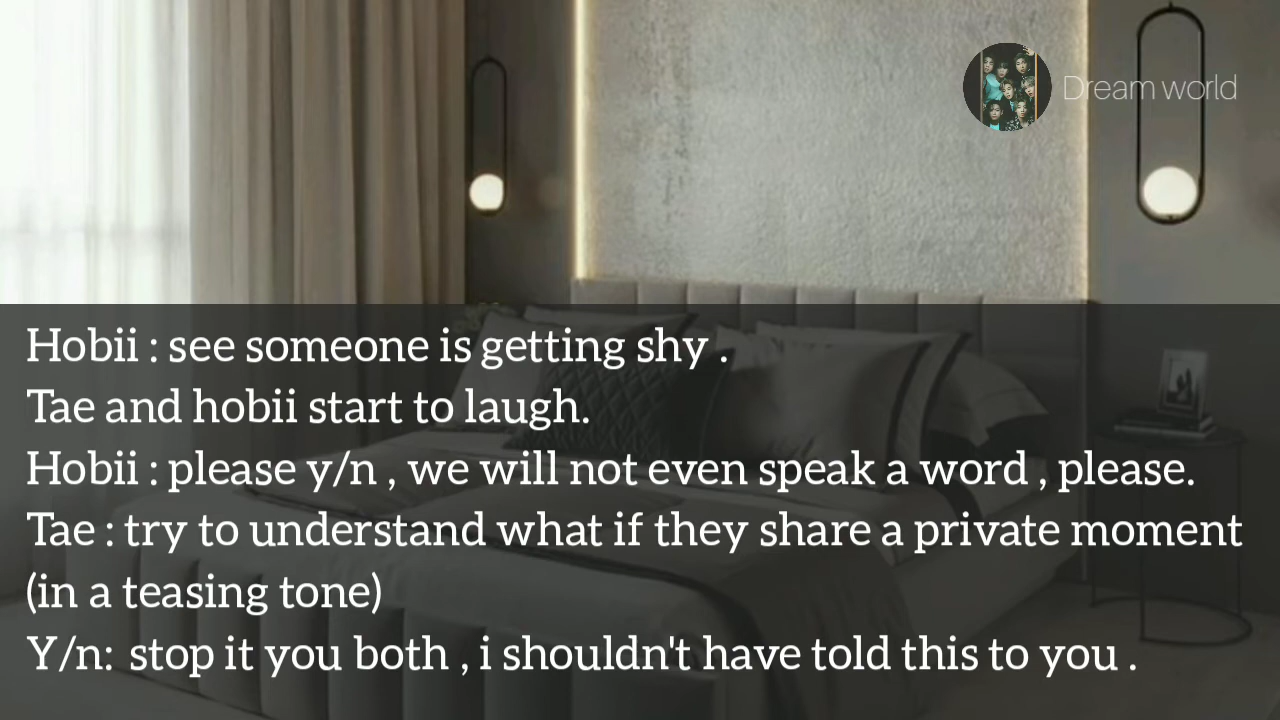 Dream world
Hobii : see someone is getting shy .
Tae and hobii start to laugh.
Hobii : please y/n , we will not even speak a word , please.
Tae : try to understand what if they share a private moment
(in a teasing tone)
Y/n: stop it you both , i shouldn't have told this to you .